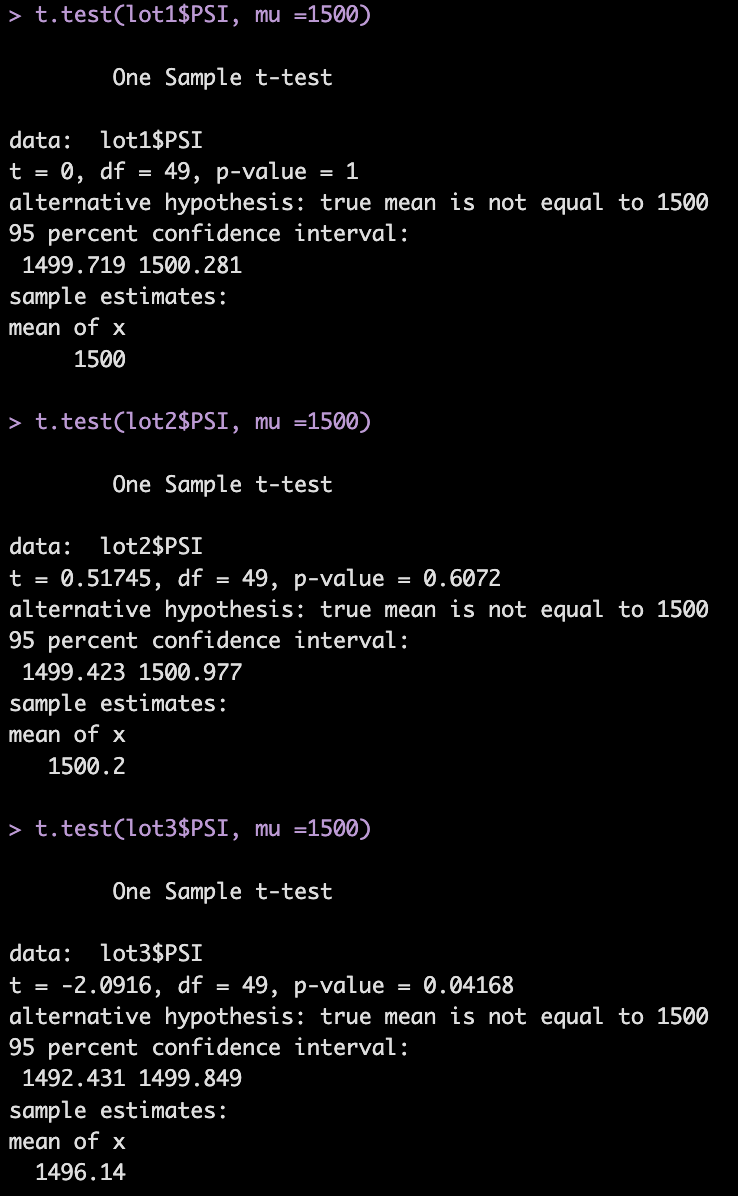 > t.test(lot1$PSI, mu =1500)
One Sample t-test
data:  lot1$PSI
t = 0, df = 49, p-value = 1
alternative hypothesis: true mean is not equal to 1500
95 percent confidence interval:
1499.719 1500.281
sample estimates:
mean of x
1500
> t.test(lot2$PSI, mu =1500)
One Sample t-test
data:  lot2$PSI
t = 0.51745, df = 49, p-value = 0.6072
alternative hypothesis: true mean is not equal to 1500
95 percent confidence interval:
1499.423 1500.977
sample estimates:
mean of x
1500.2
> t.test(lot3$PSI, mu =1500)
One Sample t-test
data:  lot3$PSI
t = -2.0916, df = 49, p-value = 0.04168
alternative hypothesis: true mean is not equal to 1500
95 percent confidence interval:
1492.431 1499.849
sample estimates:
mean of x
1496.14